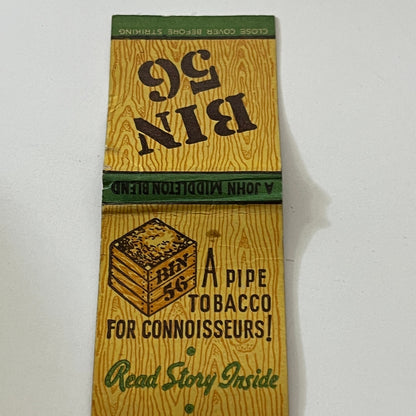 CLOSE COVER BEFORE STRIKING
BIN
56
A JOHN MIDDLETON BLEND
BIN
56
A PIPE
TOBACCO
FOR CONNOISSEURS!
Read Story Inside